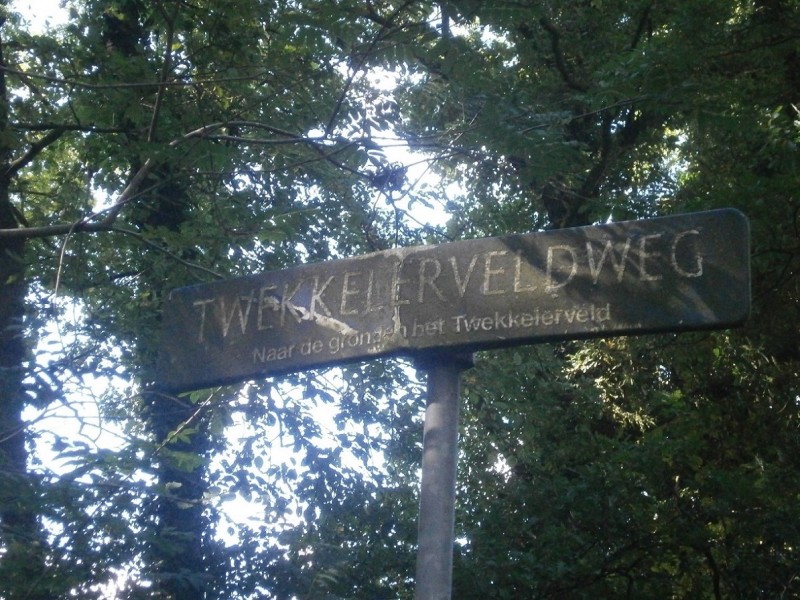 TWEKKELERVELDWEG
Naar de gronden het Twekkelerveld